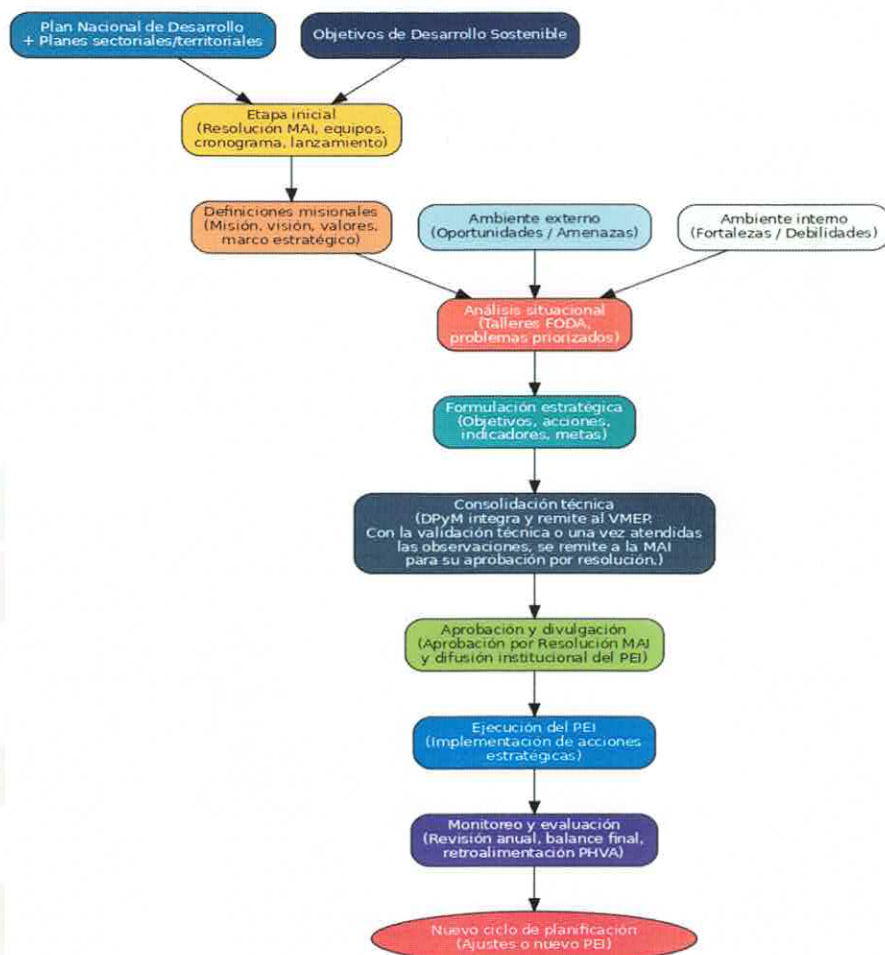 Plan Nacional de Desarrollo
+ Planes sectoriales/territoriales
Objetivos de Desarrollo Sostenible
Etapa inicial
(Resolución MAI, equipos,
cronograma, lanzamiento)
Definiciones misionales
(Misión, visión, valores,
marco estratégico)
Ambiente externo
(Oportunidades / Amenazas)
Ambiente interno
(Fortalezas / Debilidades)
Análisis situacional
(Talleres FODA,
problemas priorizados)
Formulación estratégica
(Objetivos, acciones,
indicadores, metas)
Consolidación técnica
(DPyM integra y remite al VMEP.
Con la validación técnica o una vez atendidas
las observaciones, se remite a la MAI
para su aprobación por resolución.)
Aprobación y divulgación
(Aprobación por Resolución MAI
y difusión institucional del PEI)
Ejecución del PEI
(Implementación de acciones
estratégicas)
Monitoreo y evaluación
(Revisión anual, balance final,
retroalimentación PHVA)
Nuevo ciclo de planificación
(Ajustes o nuevo PEI)